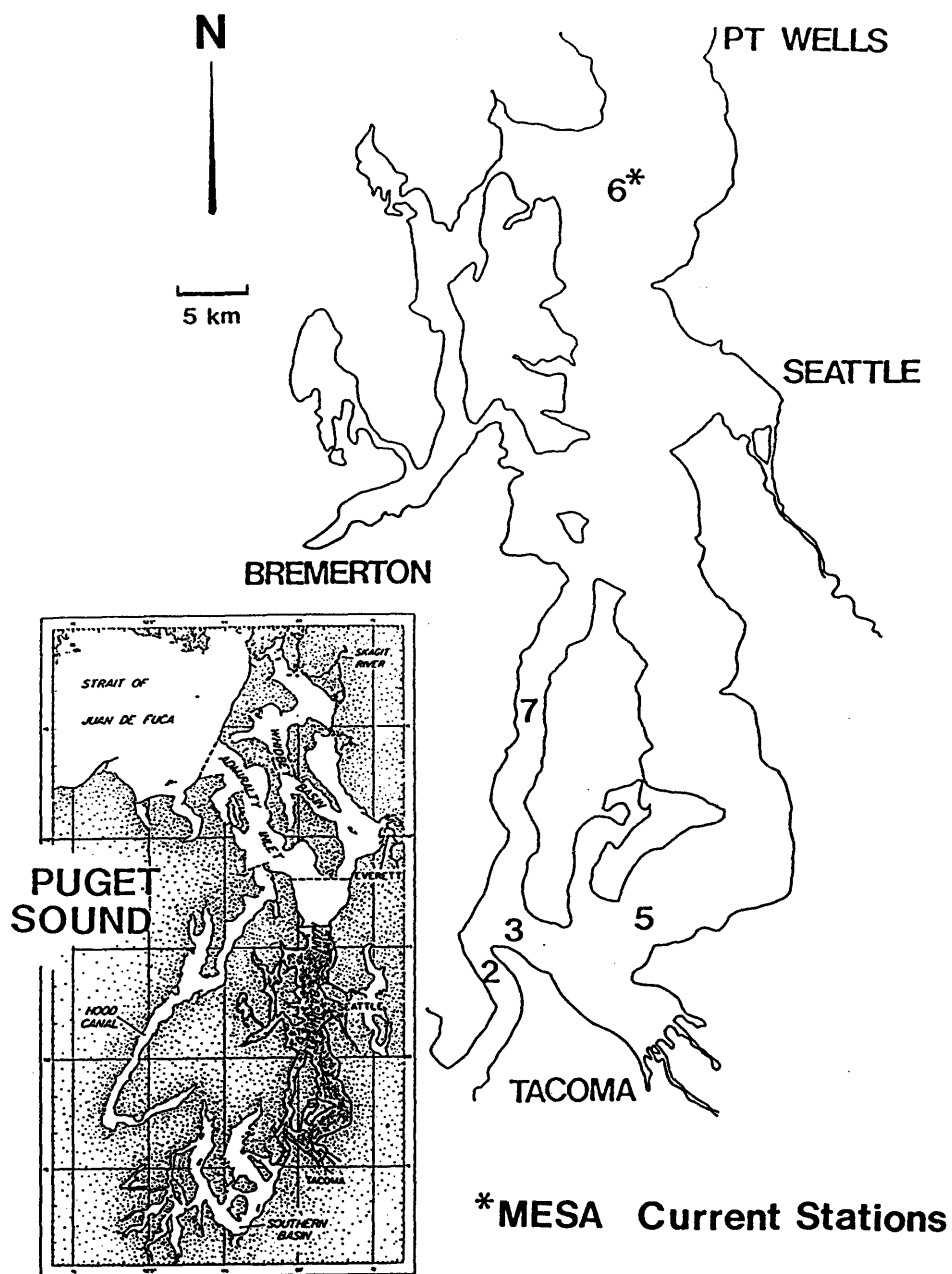 N
PT WELLS
6*
5 km
SEATTLE
BREMERTON
7
3
5
2
TACOMA
STRAIT OF
JUAN DE FUCA
SKAGIT
RIVER
WHIDBEY
BASIN
ADMIRALTY
INLET
EVERETT
PUGET
SOUND
SEATTLE
HOOD
CANAL
TACOMA
SOUTHERN
BASIN
*MESA Current Stations